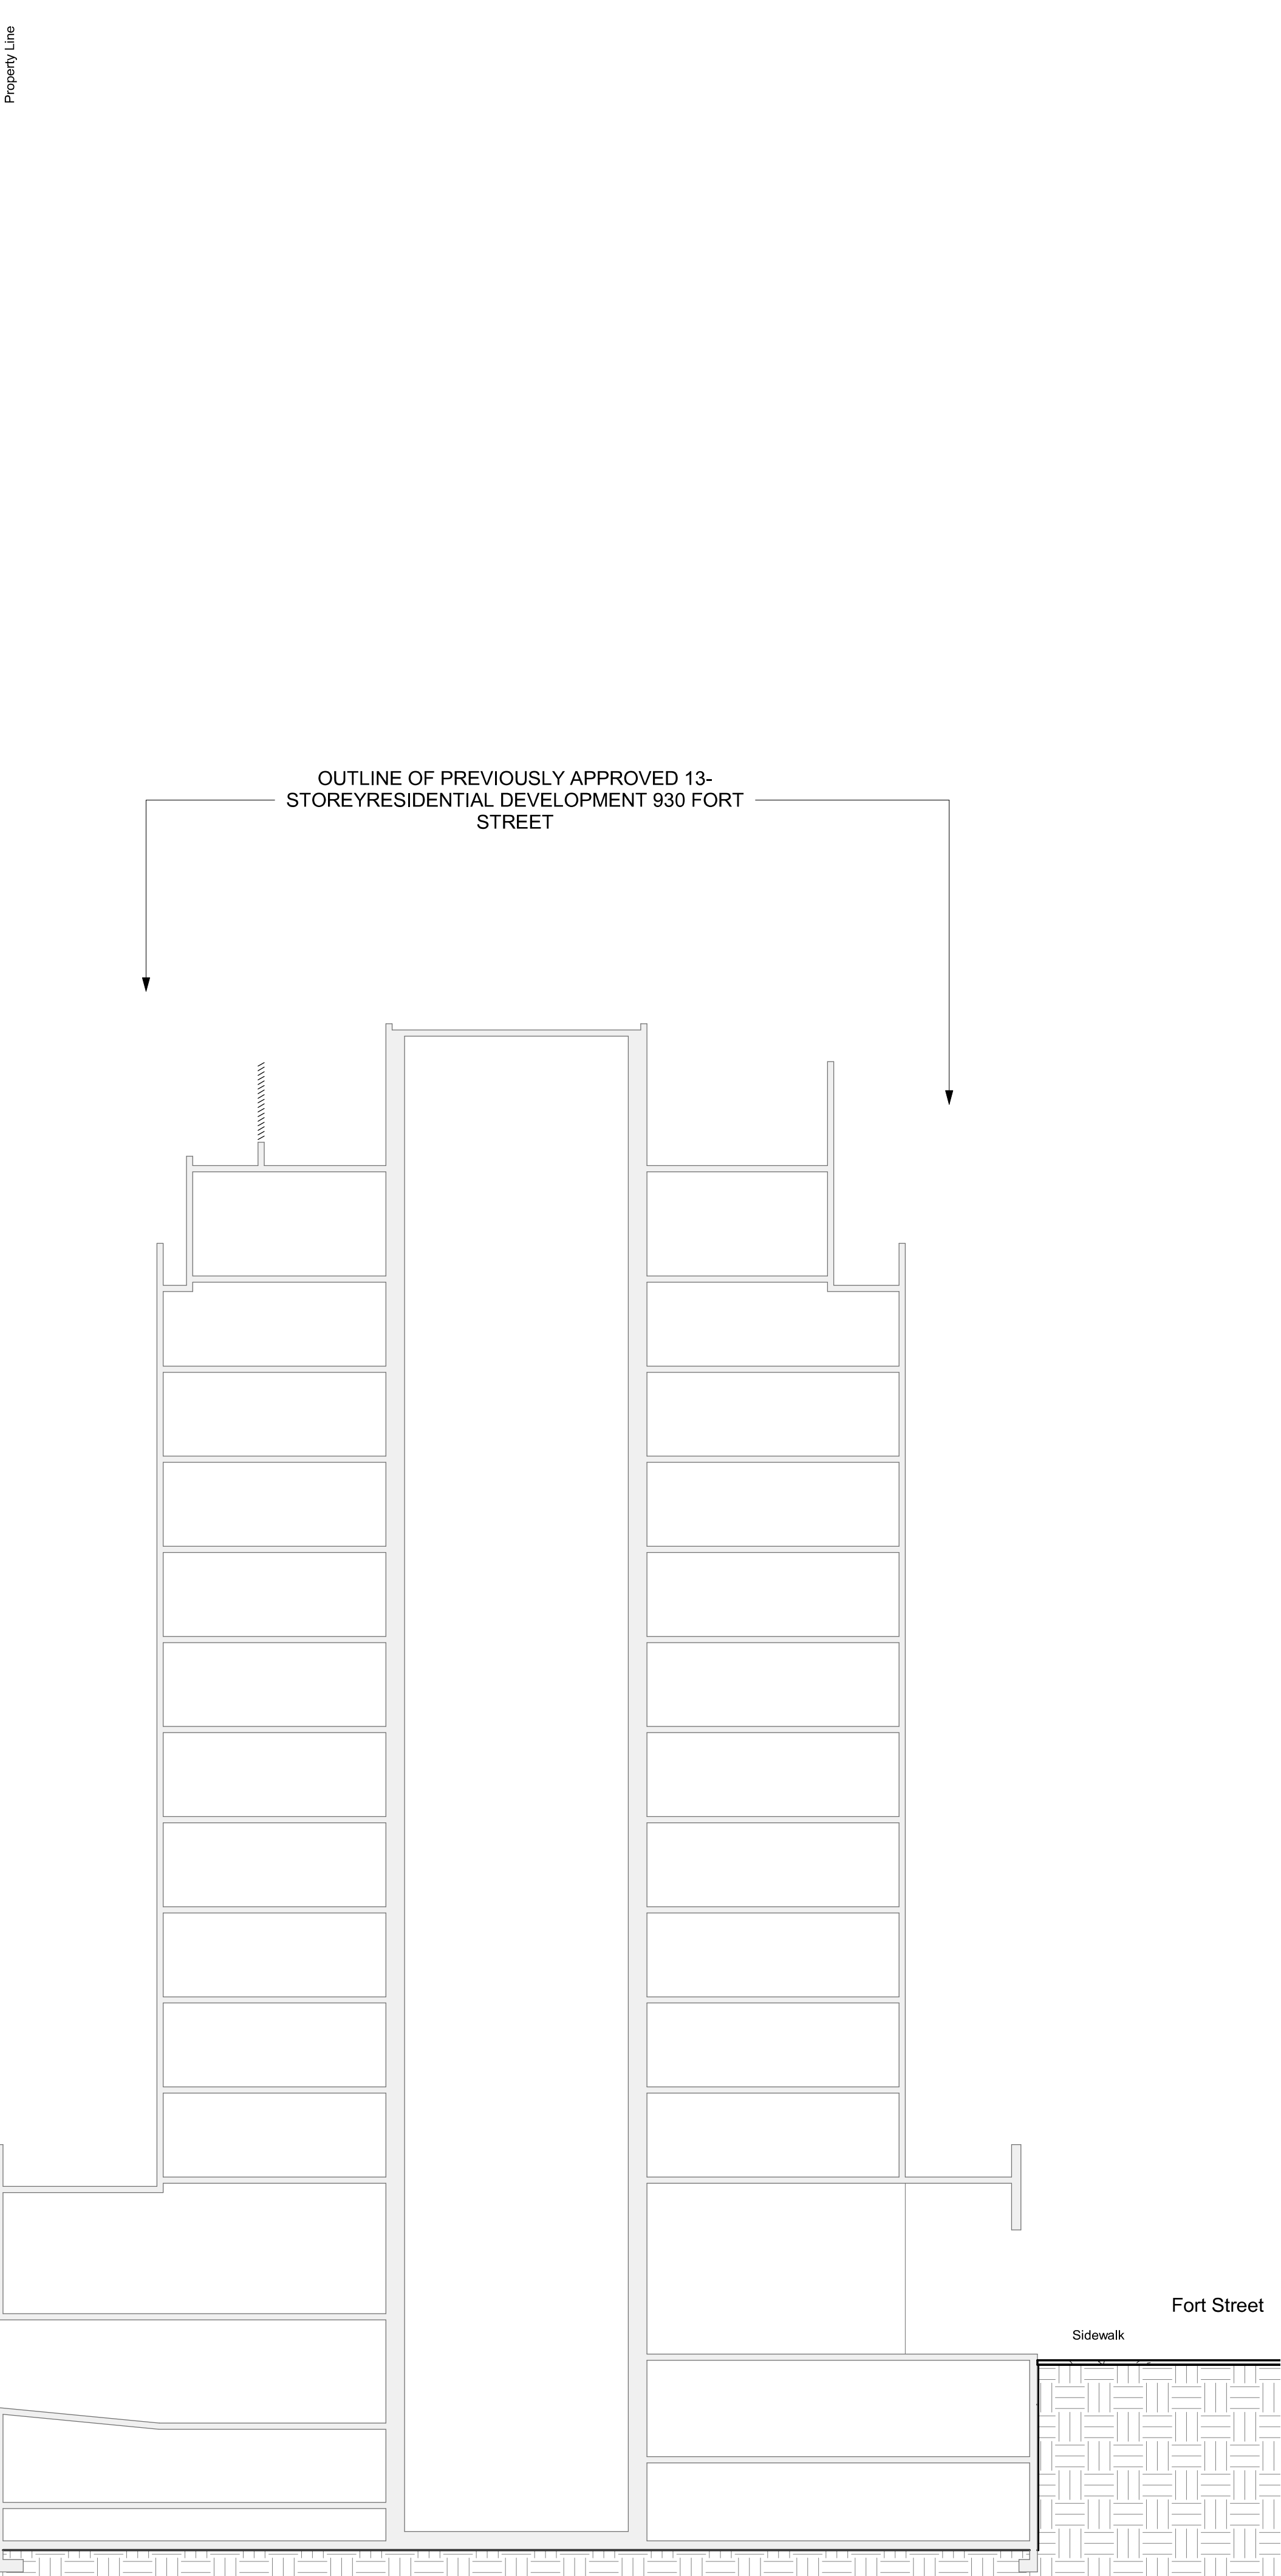 Property Line
OUTLINE OF PREVIOUSLY APPROVED 13-
STOREYRESIDENTIAL DEVELOPMENT 930 FORT
STREET
Fort Street
Sidewalk